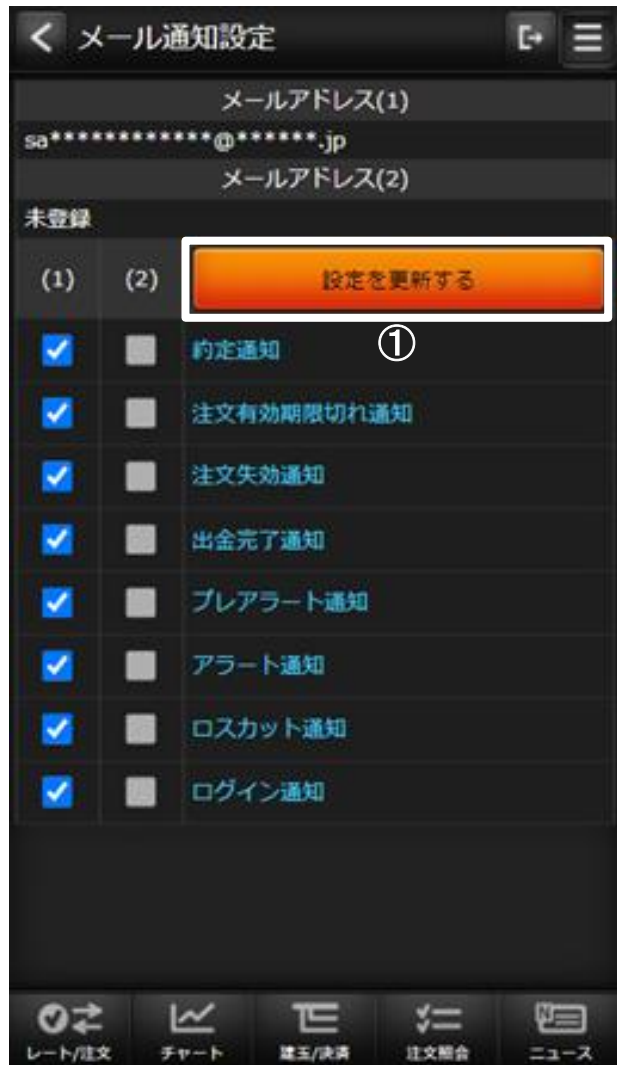 メール通知設定
メールアドレス(1)
sa*************@******.jp
メールアドレス(2)
未登録
(1) (2) 設定を更新する
①
約定通知
注文有効期限切れ通知
注文失効通知
出金完了通知
プレアラート通知
アラート通知
ロスカット通知
ログイン通知
レート/注文 チャート 建玉/決済 注文照会 ニュース